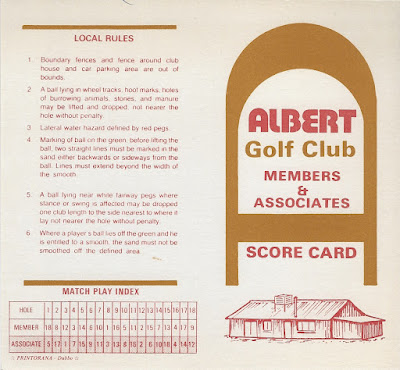 LOCAL RULES
1. Boundary fences and fence around club
house and car parking area are out of
bounds.
2. A ball lying in wheel tracks, hoof marks, holes
of burrowing animals, stones, and manure
may be lifted and dropped, not nearer the
hole without penalty.
3. Lateral water hazard defined by red pegs.
4. Marking of ball on the green, before lifting the
ball, two straight lines must be marked in the
sand either backwards or sideways from the
ball. Lines must extend beyond the width of
the smooth.
5. A ball lying near white fairway pegs where
stance or swing is affected may be dropped
one club length to the side nearest to where it
lay not nearer the hole without penalty.
6. Where a player's ball lies off the green and he
is entitled to a smooth, the sand must not be
smoothed off the defined area.
MATCH PLAY INDEX
HOLE 1 2 3 4 5 6 7 8 9 10 11 12 13 14 15 16 17 18
MEMBER
ASSOCIATE
PRINTORANA - Dubbo
ALBERT
Golf Club
MEMBERS
&
ASSOCIATES
SCORE CARD